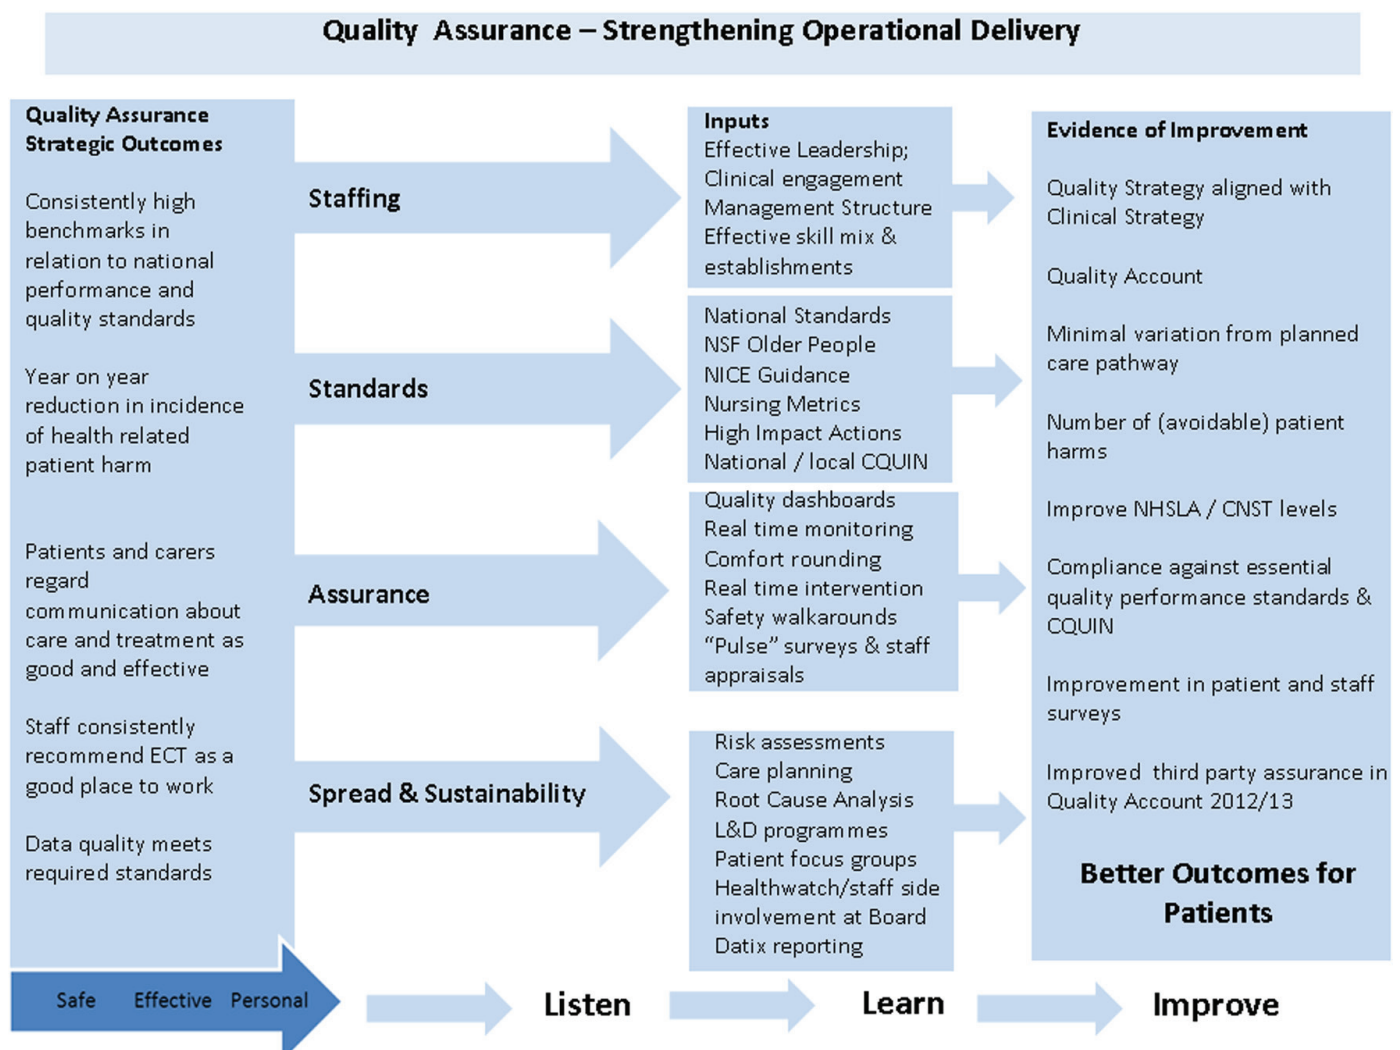 Quality Assurance – Strengthening Operational Delivery
Quality Assurance
Strategic Outcomes
Consistently high
benchmarks in
relation to national
performance and
quality standards
Year on year
reduction in incidence
of health related
patient harm
Patients and carers
regard
communication about
care and treatment as
good and effective
Staff consistently
recommend ECT as a
good place to work
Data quality meets
required standards
Staffing
Standards
Assurance
Spread & Sustainability
Inputs
Effective Leadership;
Clinical engagement
Management Structure
Effective skill mix &
establishments
National Standards
NSF Older People
NICE Guidance
Nursing Metrics
High Impact Actions
National / local CQUIN
Quality dashboards
Real time monitoring
Comfort rounding
Real time intervention
Safety walkarounds
“Pulse” surveys & staff
appraisals
Risk assessments
Care planning
Root Cause Analysis
L&D programmes
Patient focus groups
Healthwatch/staff side
involvement at Board
Datix reporting
Evidence of Improvement
Quality Strategy aligned with
Clinical Strategy
Quality Account
Minimal variation from planned
care pathway
Number of (avoidable) patient
harms
Improve NHSLA / CNST levels
Compliance against essential
quality performance standards &
CQUIN
Improvement in patient and staff
surveys
Improved third party assurance in
Quality Account 2012/13
Better Outcomes for
Patients
Safe Effective Personal
Listen
Learn
Improve